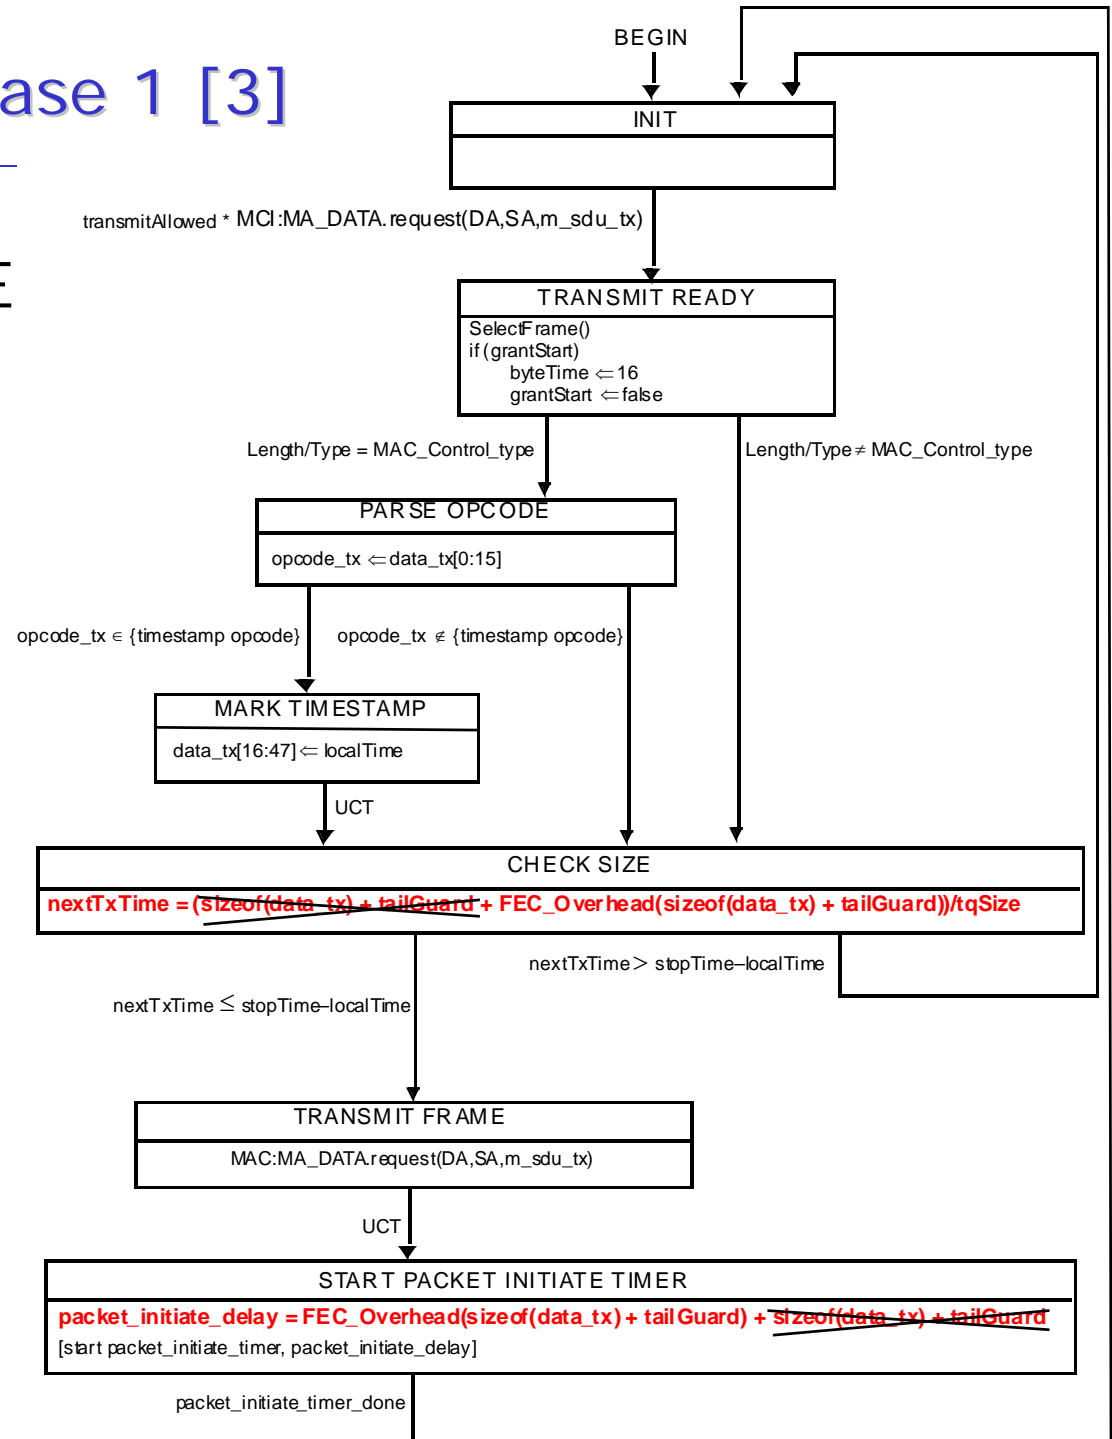 ase 1 [3]
BEGIN
INIT
transmitAllowed * MCI:MA_DATA.request(DA,SA,m_sdu_tx)
E
TRANSMIT READY
SelectFrame()
if (grantStart)
byteTime ⇐ 16
grantStart ⇐ false
Length/Type = MAC_Control_type
Length/Type ≠ MAC_Control_type
PARSE OPCODE
opcode_tx ⇐ data_tx[0:15]
opcode_tx ∈ {timestamp opcode}
opcode_tx ∉ {timestamp opcode}
MARK TIMESTAMP
data_tx[16:47] ⇐ localTime
UCT
CHECK SIZE
nextTxTime = (sizeof(data_tx) + tailGuard + FEC_Overhead(sizeof(data_tx) + tailGuard))/tqSize
nextTxTime > stopTime–localTime
nextTxTime ≤ stopTime–localTime
TRANSMIT FRAME
MAC:MA_DATA.request(DA,SA,m_sdu_tx)
UCT
START PACKET INITIATE TIMER
packet_initiate_delay = FEC_Overhead(sizeof(data_tx) + tailGuard) + sizeof(data_tx) + tailGuard
[start packet_initiate_timer, packet_initiate_delay]
packet_initiate_timer_done